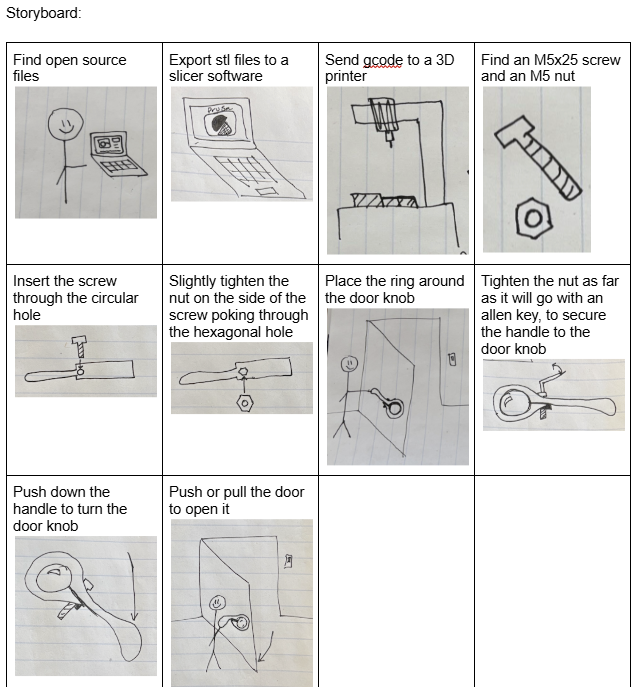 Storyboard:
Find open source
files
Export stl files to a
slicer software
Send gcode to a 3D
printer
Find an M5x25 screw
and an M5 nut
Prusa
Insert the screw
through the circular
hole
Slightly tighten the
nut on the side of the
screw poking through
the hexagonal hole
Place the ring around
the door knob
Tighten the nut as far
as it will go with an
allen key, to secure
the handle to the
door knob
Push down the
handle to turn the
door knob
Push or pull the door
to open it